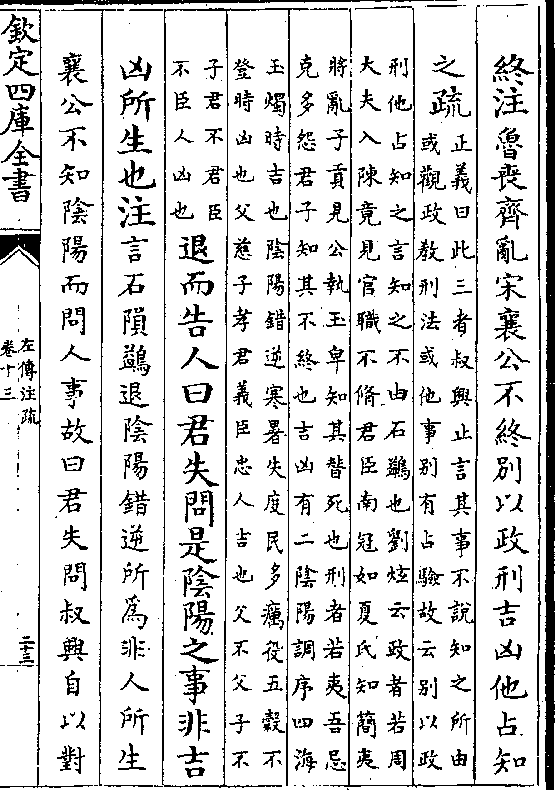 終注魯喪齊亂宋襄公不終別以政刑吉凶他占知
之疏
正義曰此三者叔興止言其事不說知之所由
或觀政教刑法或他事別有占驗故云別以政
刑他占知之言知之不由石鷁也劉炫云政者若周
大夫入陳竟見官職不脩君臣南冠如夏氏知簡夷
將亂子貢見公執玉卑知其替死也刑者若夷吾忌
克多怨君子知其不終也吉凶有二陰陽調序四海
玉燭時吉也陰陽錯逆寒暑失度民多癘役五穀不
登時凶也父慈子孝君義臣忠人吉也父不父子不
子君不君臣
不臣人凶也
退而告人曰君失問是陰陽之事非吉
凶所生也注言石隕鷁退陰陽錯逆所爲非人所生
襄公不知陰陽而問人事故曰君失問叔興自以對
欽定四庫全書
左傳注疏
卷十三
二十三